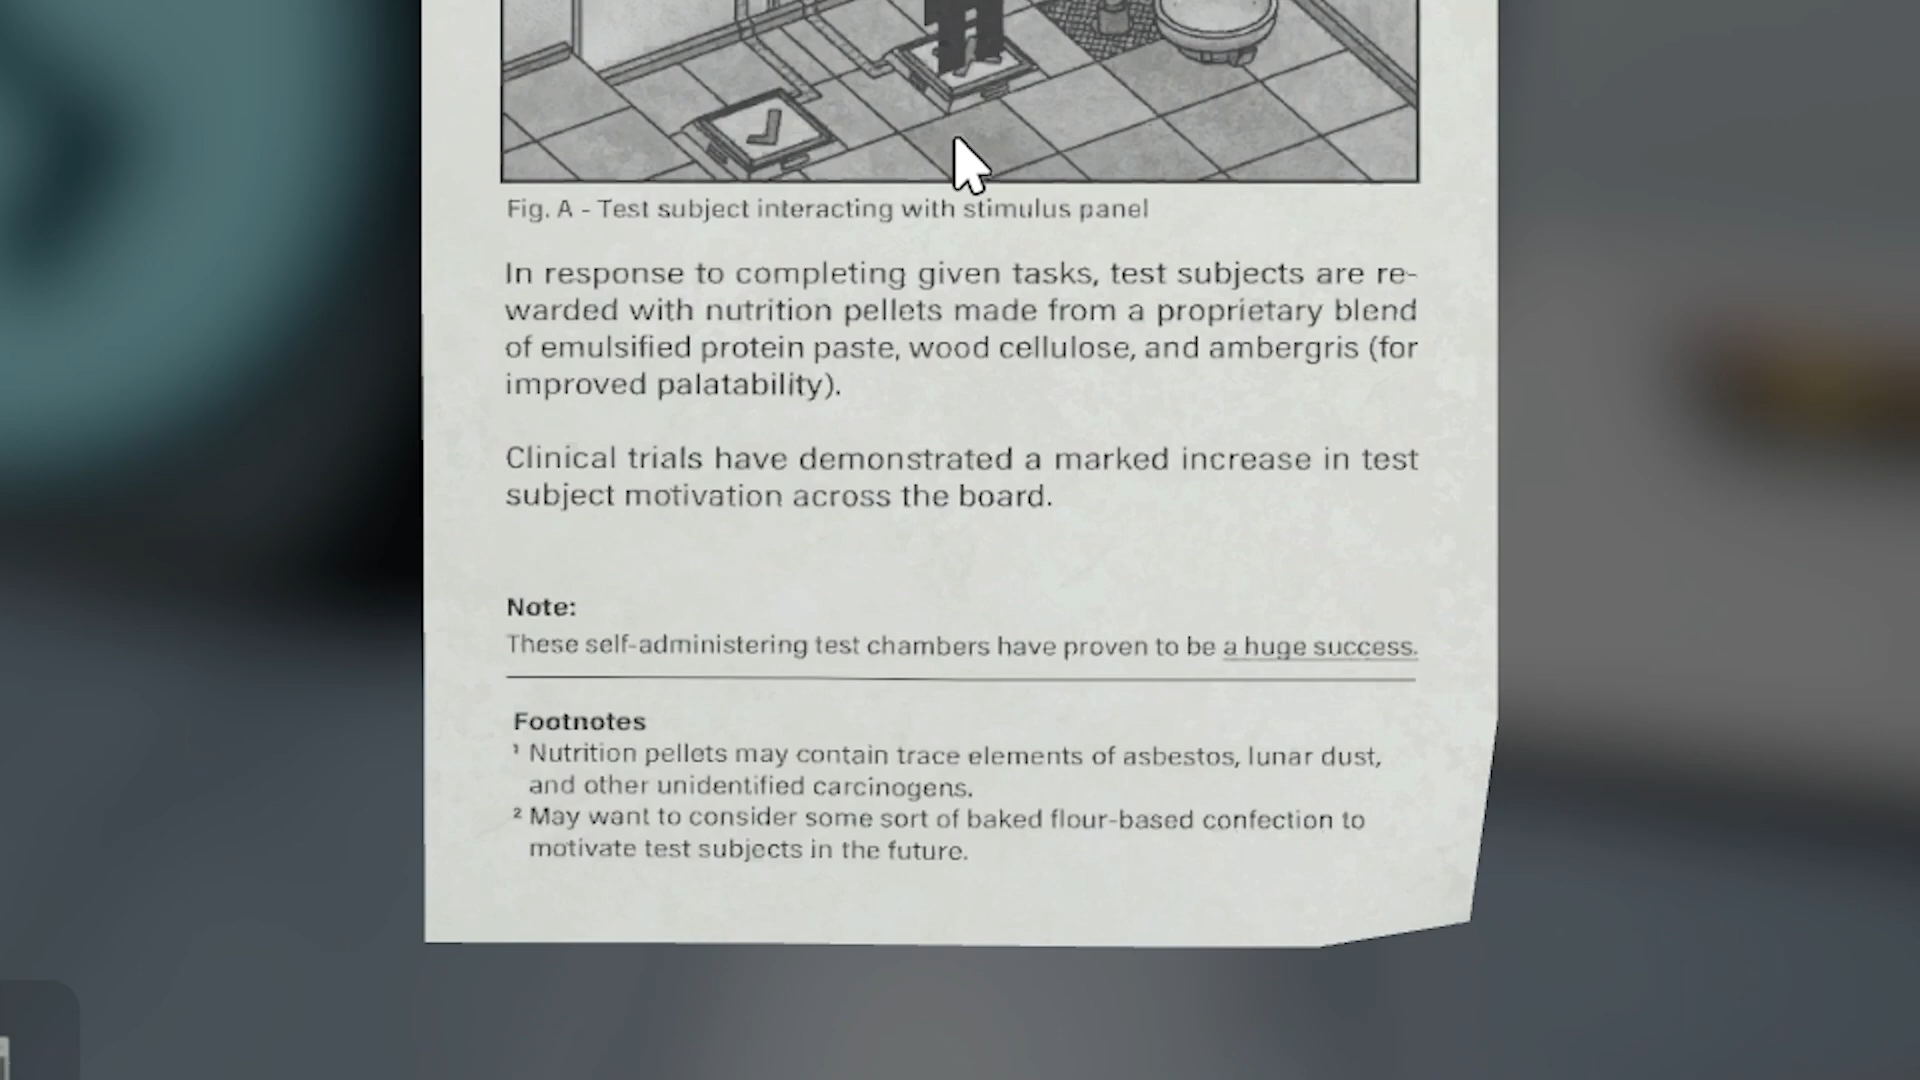 Fig. A - Test subject interacting with stimulus panel
In response to completing given tasks, test subjects are re-
warded with nutrition pellets made from a proprietary blend
of emulsified protein paste, wood cellulose, and ambergris (for
improved palatability).
Clinical trials have demonstrated a marked increase in test
subject motivation across the board.
Note:
These self-administering test chambers have proven to be a huge success.
Footnotes
¹ Nutrition pellets may contain trace elements of asbestos, lunar dust,
and other unidentified carcinogens.
² May want to consider some sort of baked flour-based confection to
motivate test subjects in the future.